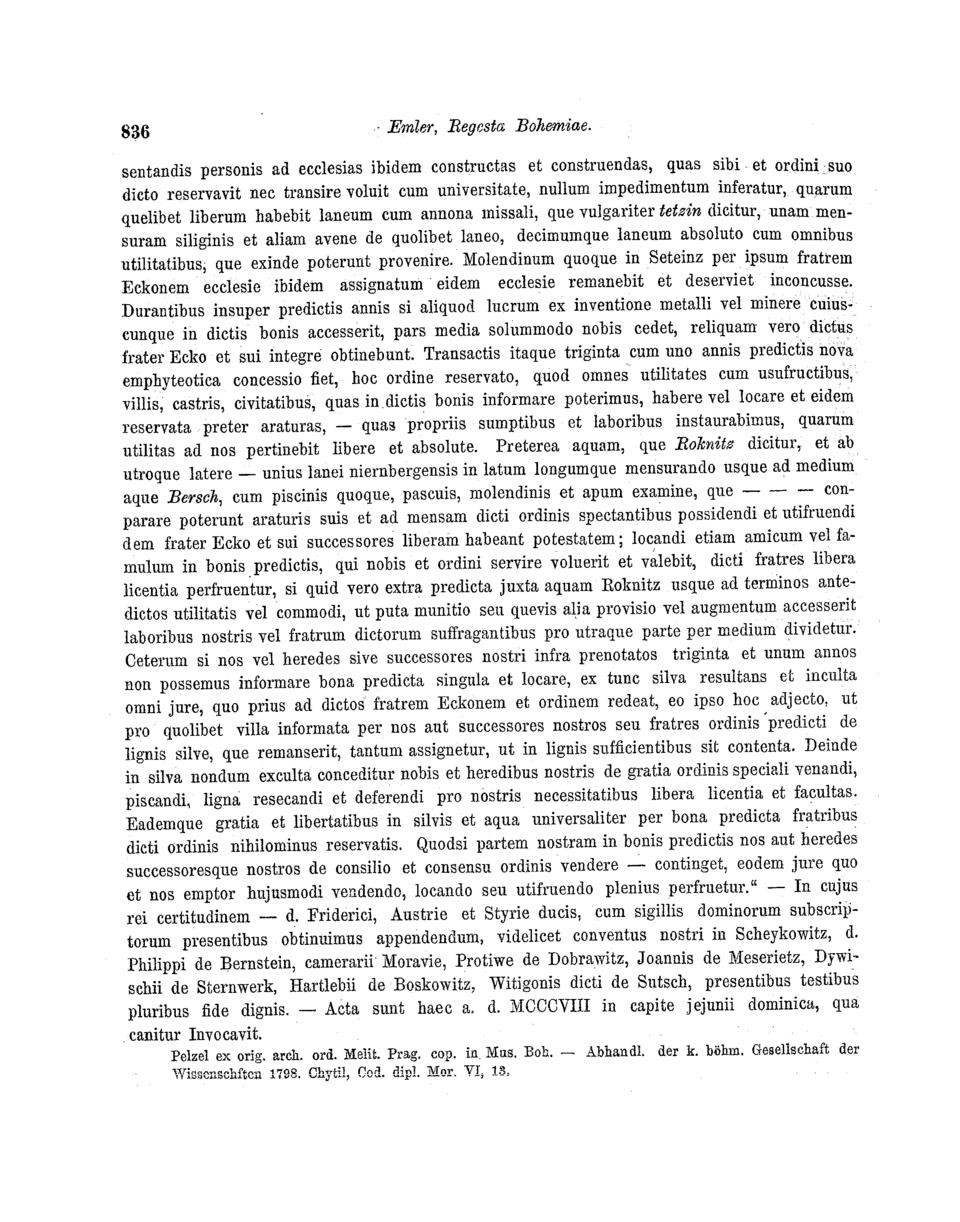 836
Emler, Regesta Bohemiae.
sentandis personis ad ecclesias ibidem constructas et construendas, quas sibi et ordini suo
dicto reservavit nec transire voluit cum universitate, nullum impedimentum inferatur, quarum
quelibet liberum habebit laneum cum annona missali, que vulgariter tetzin dicitur, unam men-
suram siliginis et aliam avene de quolibet laneo, decimumque laneum absoluto cum omnibus
utilitatibus, que exinde poterunt provenire. Molendinum quoque in Seteinz per ipsum fratrem
Eckonem ecclesie ibidem assignatum eidem ecclesie remanebit et deserviet inconcusse.
Durantibus insuper predictis annis si aliquod lucrum ex inventione metalli vel minere cuius-
cunque in dictis bonis accesserit, pars media solummodo nobis cedet, reliquam vero dictus
frater Ecko et sui integre obtinebunt. Transactis itaque triginta cum uno annis predictis nova
emphyteotica concessio fiet, hoc ordine reservato, quod omnes utilitates cum usufructibus,
villis, castris, civitatibus, quas in dictis bonis informare poterimus, habere vel locare et eidem
reservata preter araturas, — quas propriis sumptibus et laboribus instaurabimus, quarum
utilitas ad nos pertinebit libere et absolute. Preterea aquam, que Roknitz dicitur, et ab
utroque latere — unius lanei niernbergensis in latum longumque mensurando usque ad medium
aque Bersch, cum piscinis quoque, pascuis, molendinis et apum examine, que — — — con-
parare poterunt araturis suis et ad mensam dicti ordinis spectantibus possidendi et utifruendi
dem frater Ecko et sui successores liberam habeant potestatem; locandi etiam amicum vel fa-
mulum in bonis predictis, qui nobis et ordini servire voluerit et valebit, dicti fratres libera
licentia perfruentur, si quid vero extra predicta juxta aquam Roknitz usque ad terminos ante-
dictos utilitatis vel commodi, ut puta munitio seu quevis alia provisio vel augmentum accesserit
laboribus nostris vel fratrum dictorum suffragantibus pro utraque parte per medium dividetur.
Ceterum si nos vel heredes sive successores nostri infra prenotatos triginta et unum annos
non possemus informare bona predicta singula et locare, ex tunc silva resultans et inculta
omni jure, quo prius ad dictos fratrem Eckonem et ordinem redeat, eo ipso hoc adjecto, ut
pro quolibet villa informata per nos aut successores nostros seu fratres ordinis predicti de
lignis silve, que remanserit, tantum assignetur, ut in lignis sufficientibus sit contenta. Deinde
in silva nondum exculta conceditur nobis et heredibus nostris de gratia ordinis speciali venandi,
piscandi, ligna resecandi et deferendi pro nostris necessitatibus libera licentia et facultas.
Eademque gratia et libertatibus in silvis et aqua universaliter per bona predicta fratribus
dicti ordinis nihilominus reservatis. Quodsi partem nostram in bonis predictis nos aut heredes
successoresque nostros de consilio et consensu ordinis vendere — continget, eodem jure quo
et nos emptor hujusmodi vendendo, locando seu utifruendo plenius perfruetur.“ — In cujus
rei certitudinem — d. Friderici, Austrie et Styrie ducis, cum sigillis dominorum subscrip-
torum presentibus obtinuimus appendendum, videlicet conventus nostri in Scheykowitz, d.
Philippi de Bernstein, camerarii Moravie, Protiwe de Dobrawitz, Joannis de Meserietz, Dywi-
schii de Sternwerk, Hartlebii de Boskowitz, Witigonis dicti de Sutsch, presentibus testibus
pluribus fide dignis. — Acta sunt haec a. d. MCCCVIII in capite jejunii dominica, qua
canitur Invocavit.
Pelzel ex orig. arch. ord. Melit. Prag. cop. in Mus. Boh. — Abhandl. der k. böhm. Gesellschaft der
Wissenschften 1798. Chytil, Cod. dipl. Mor. VI, 13.